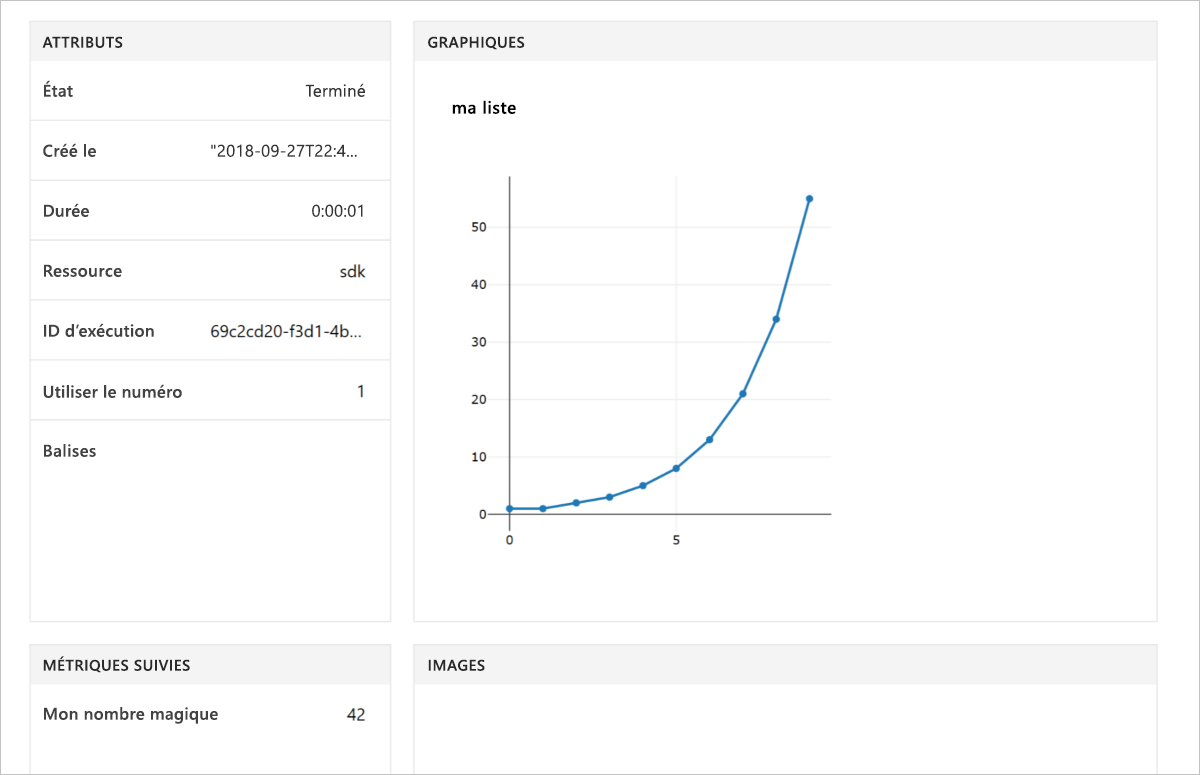 ATTRIBUTS
État Terminé
Créé le "2018-09-27T22:4...
Durée 0:00:01
Ressource sdk
ID d’exécution 69c2cd20-f3d1-4b...
Utiliser le numéro 1
Balises
GRAPHIQUES
ma liste
50
40
30
20
10
0
0 5
MÉTRIQUES SUIVIES
Mon nombre magique 42
IMAGES